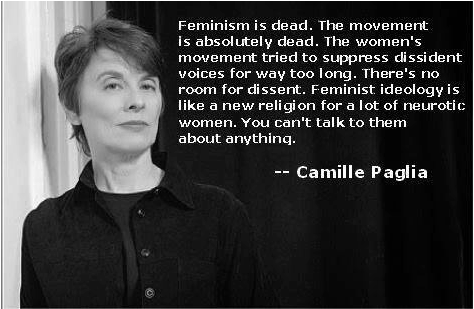 Feminism is dead. The movement
is absolutely dead. The women's
movement tried to suppress dissident
voices for way too long. There's no
room for dissent. Feminist ideology is
like a new religion for a lot of neurotic
women. You can't talk to them
about anything.
-- Camille Paglia